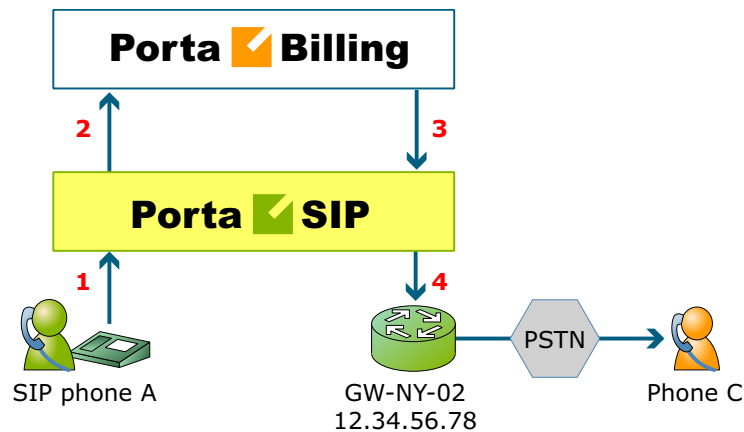 Porta Billing
2
3
Porta SIP
1
4
PSTN
SIP phone A
GW-NY-02
12.34.56.78
Phone C